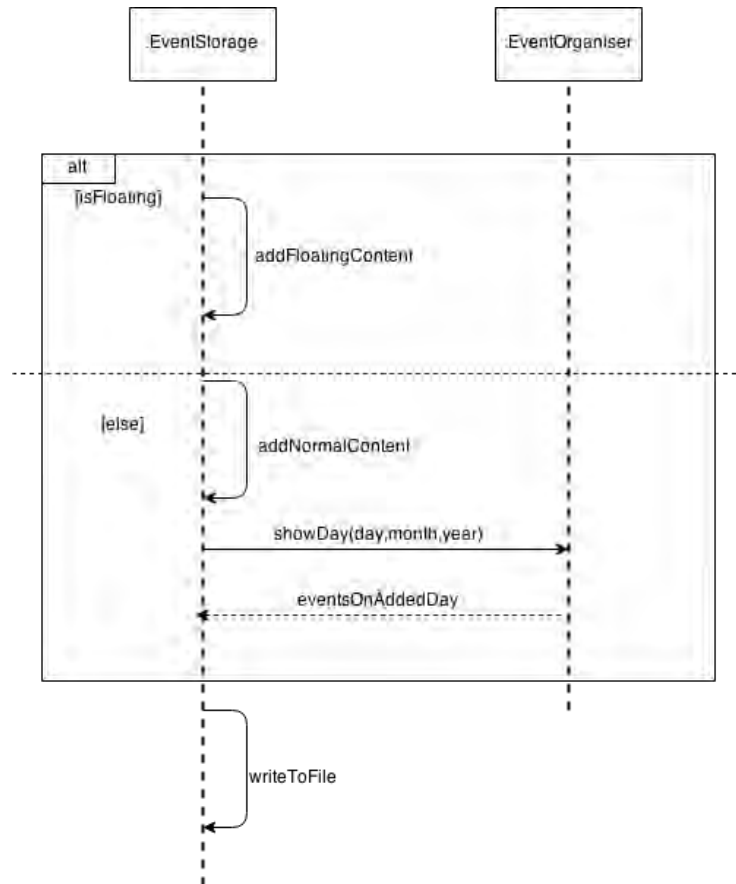 :EventStorage
:EventOrganiser
alt
[isFloating]
addFloatingContent
[else]
addNormalContent
showDay(day,month,year)
eventsOnAddedDay
writeToFile